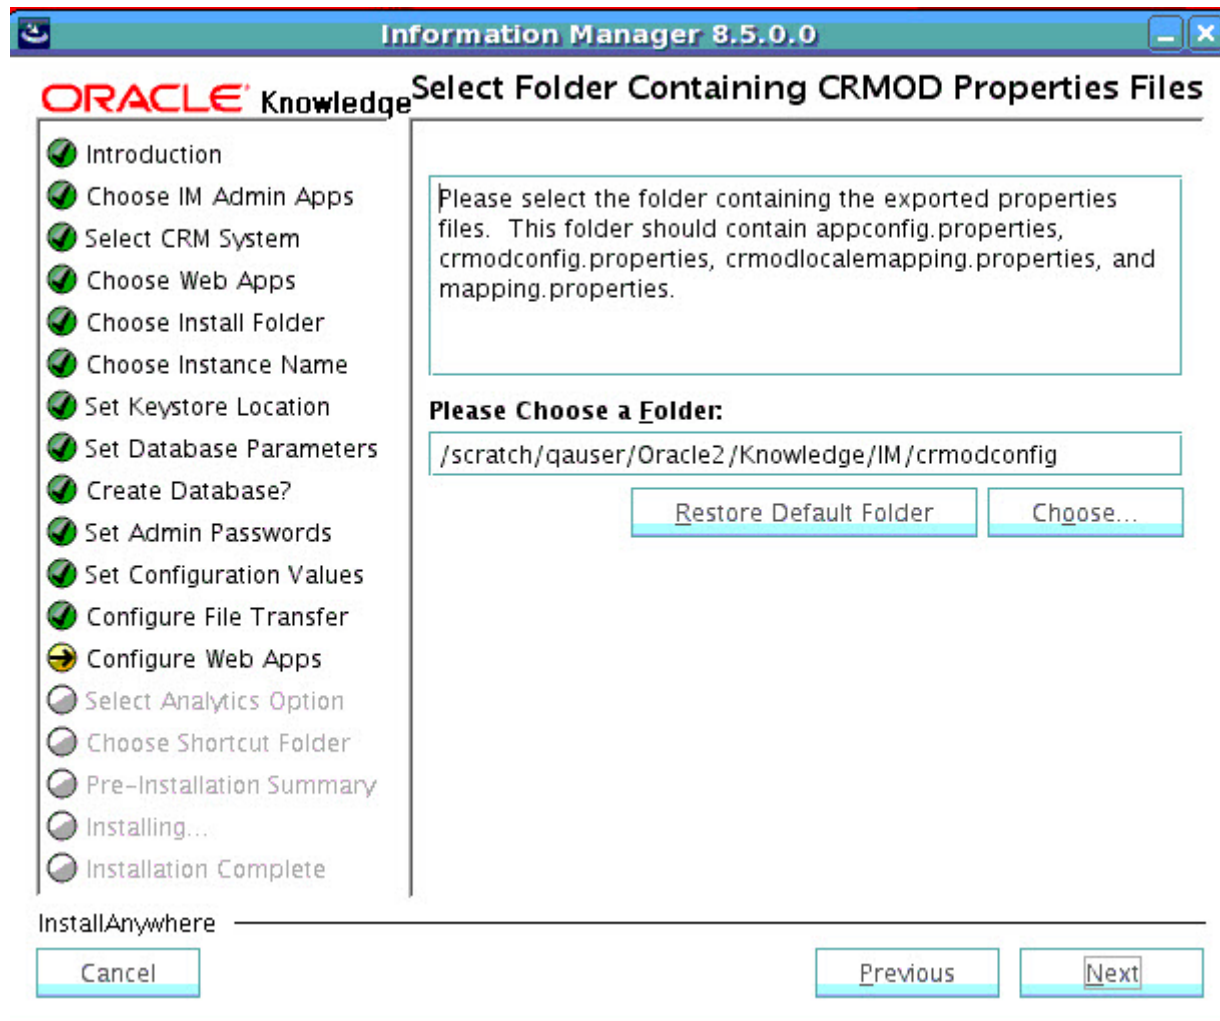 Information Manager 8.5.0.0
ORACLE Knowledge
Select Folder Containing CRMOD Properties Files
Introduction
Choose IM Admin Apps
Select CRM System
Choose Web Apps
Choose Install Folder
Choose Instance Name
Set Keystore Location
Set Database Parameters
Create Database?
Set Admin Passwords
Set Configuration Values
Configure File Transfer
Configure Web Apps
Select Analytics Option
Choose Shortcut Folder
Pre-Installation Summary
Installing...
Installation Complete
Please select the folder containing the exported properties
files.  This folder should contain appconfig.properties,
crmodconfig.properties, crmodlocalemapping.properties, and
mapping.properties.
Please Choose a Folder:
/scratch/qauser/Oracle2/Knowledge/IM/crmodconfig
Restore Default Folder
Choose...
InstallAnywhere
Cancel
Previous
Next